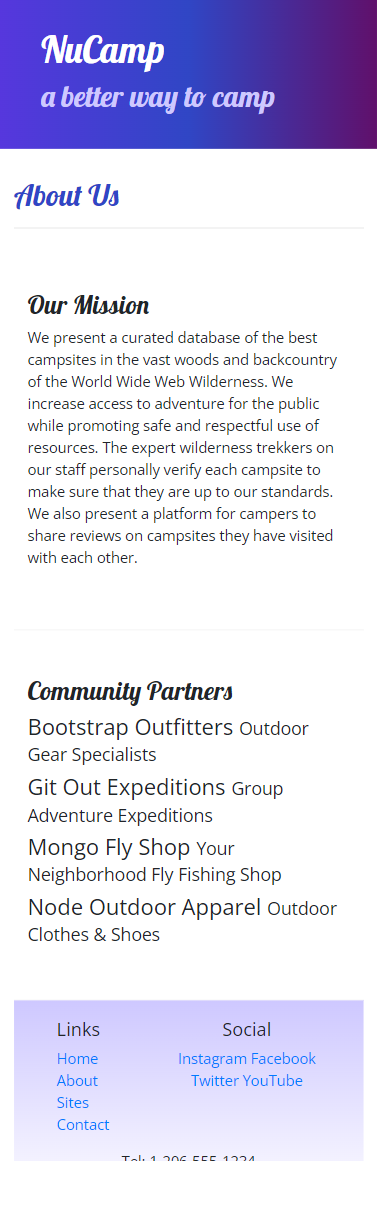 NuCamp
a better way to camp
About Us
Our Mission
We present a curated database of the best
campsites in the vast woods and backcountry
of the World Wide Web Wilderness. We
increase access to adventure for the public
while promoting safe and respectful use of
resources. The expert wilderness trekkers on
our staff personally verify each campsite to
make sure that they are up to our standards.
We also present a platform for campers to
share reviews on campsites they have visited
with each other.
Community Partners
Bootstrap Outfitters Outdoor
Gear Specialists
Git Out Expeditions Group
Adventure Expeditions
Mongo Fly Shop Your
Neighborhood Fly Fishing Shop
Node Outdoor Apparel Outdoor
Clothes & Shoes
Links
Home
About
Sites
Contact
Social
Instagram Facebook
Twitter YouTube
Tel: 1-206-555-1234